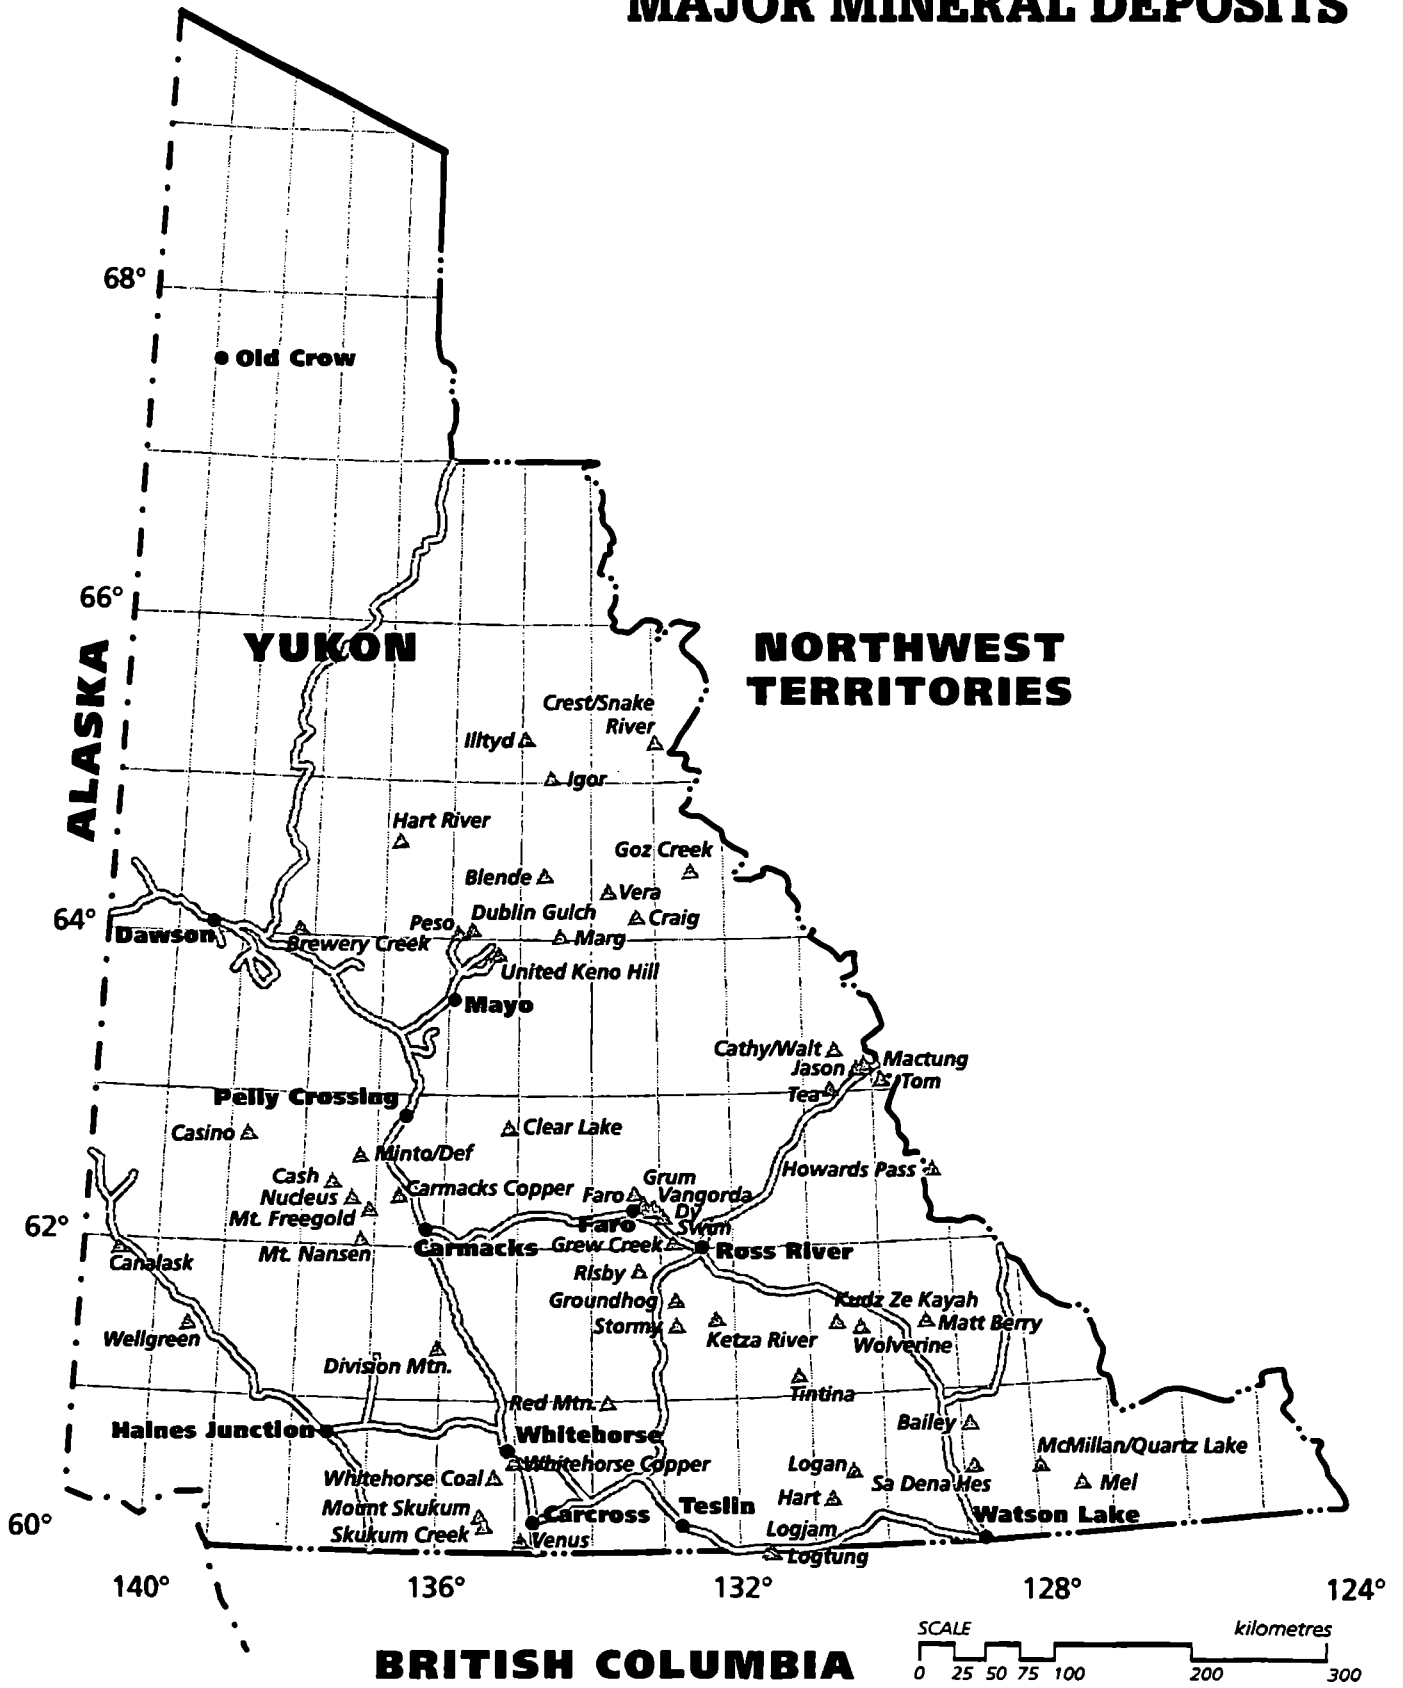 MAJOR MINERAL DEPOSITS
68°
Old Crow
66°
YUKON
NORTHWEST
TERRITORIES
ALASKA
Crest/Snake
River
Illtyd
Igor
Hart River
Goz Creek
Blende
Vera
Dublin Gulch
Craig
64°
Peso
Dawson
Brewery Creek
Marg
United Keno Hill
Mayo
Cathy/Walt
Mactung
Jason
Tom
Tea
Pelly Crossing
Casino
Clear Lake
Minto/Def
Howards Pass
Cash
Grum
Carmacks Copper
Faro
Vangorda
Nucleus
Dy
Mt. Freegold
62°
Faro
Swim
Carmacks
Grew Creek
Ross River
Mt. Nansen
Canalask
Risby
Groundhog
Kudz Ze Kayah
Stormy
Matt Berry
Wellgreen
Ketza River
Wolverine
Division Mtn.
Tintina
Red Mtn.
Bailey
Haines Junction
Whitehorse
McMillan/Quartz Lake
Whitehorse Copper
Logan
Whitehorse Coal
Sa Dena Hes
Mel
Hart
Mount Skukum
Teslin
Carcross
Watson Lake
60°
Skukum Creek
Logjam
Venus
Logtung
140°
136°
132°
128°
124°
SCALE
kilometres
BRITISH COLUMBIA
0 25 50 75 100 200 300